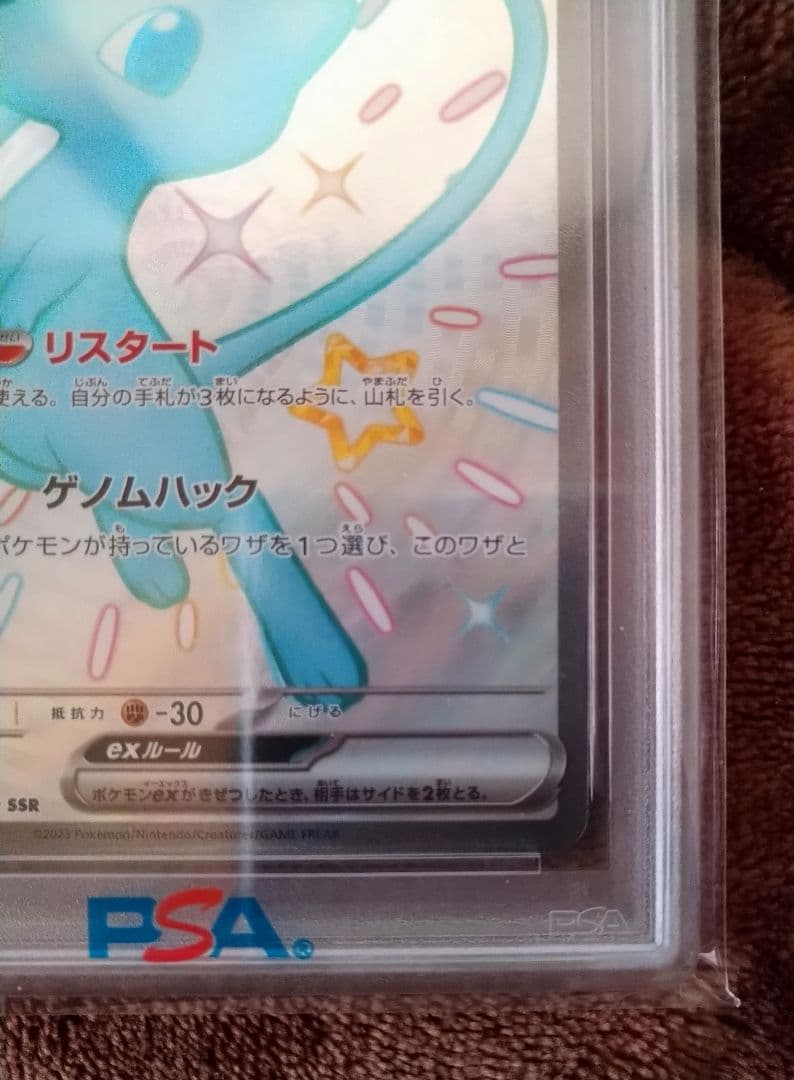 リスタート
使える。自分の手札が3枚になるように、山札を引く。
ゲノムハック
ポケモンが持っているワザを1つ選び、このワザと
抵抗力 -30 にげる
exルール
ポケモンexがきぜつしたとき、相手はサイドを2枚とる。
SSR
©2023 Pokémon/Nintendo/Creatures/GAME FREAK
PSA®
PSA